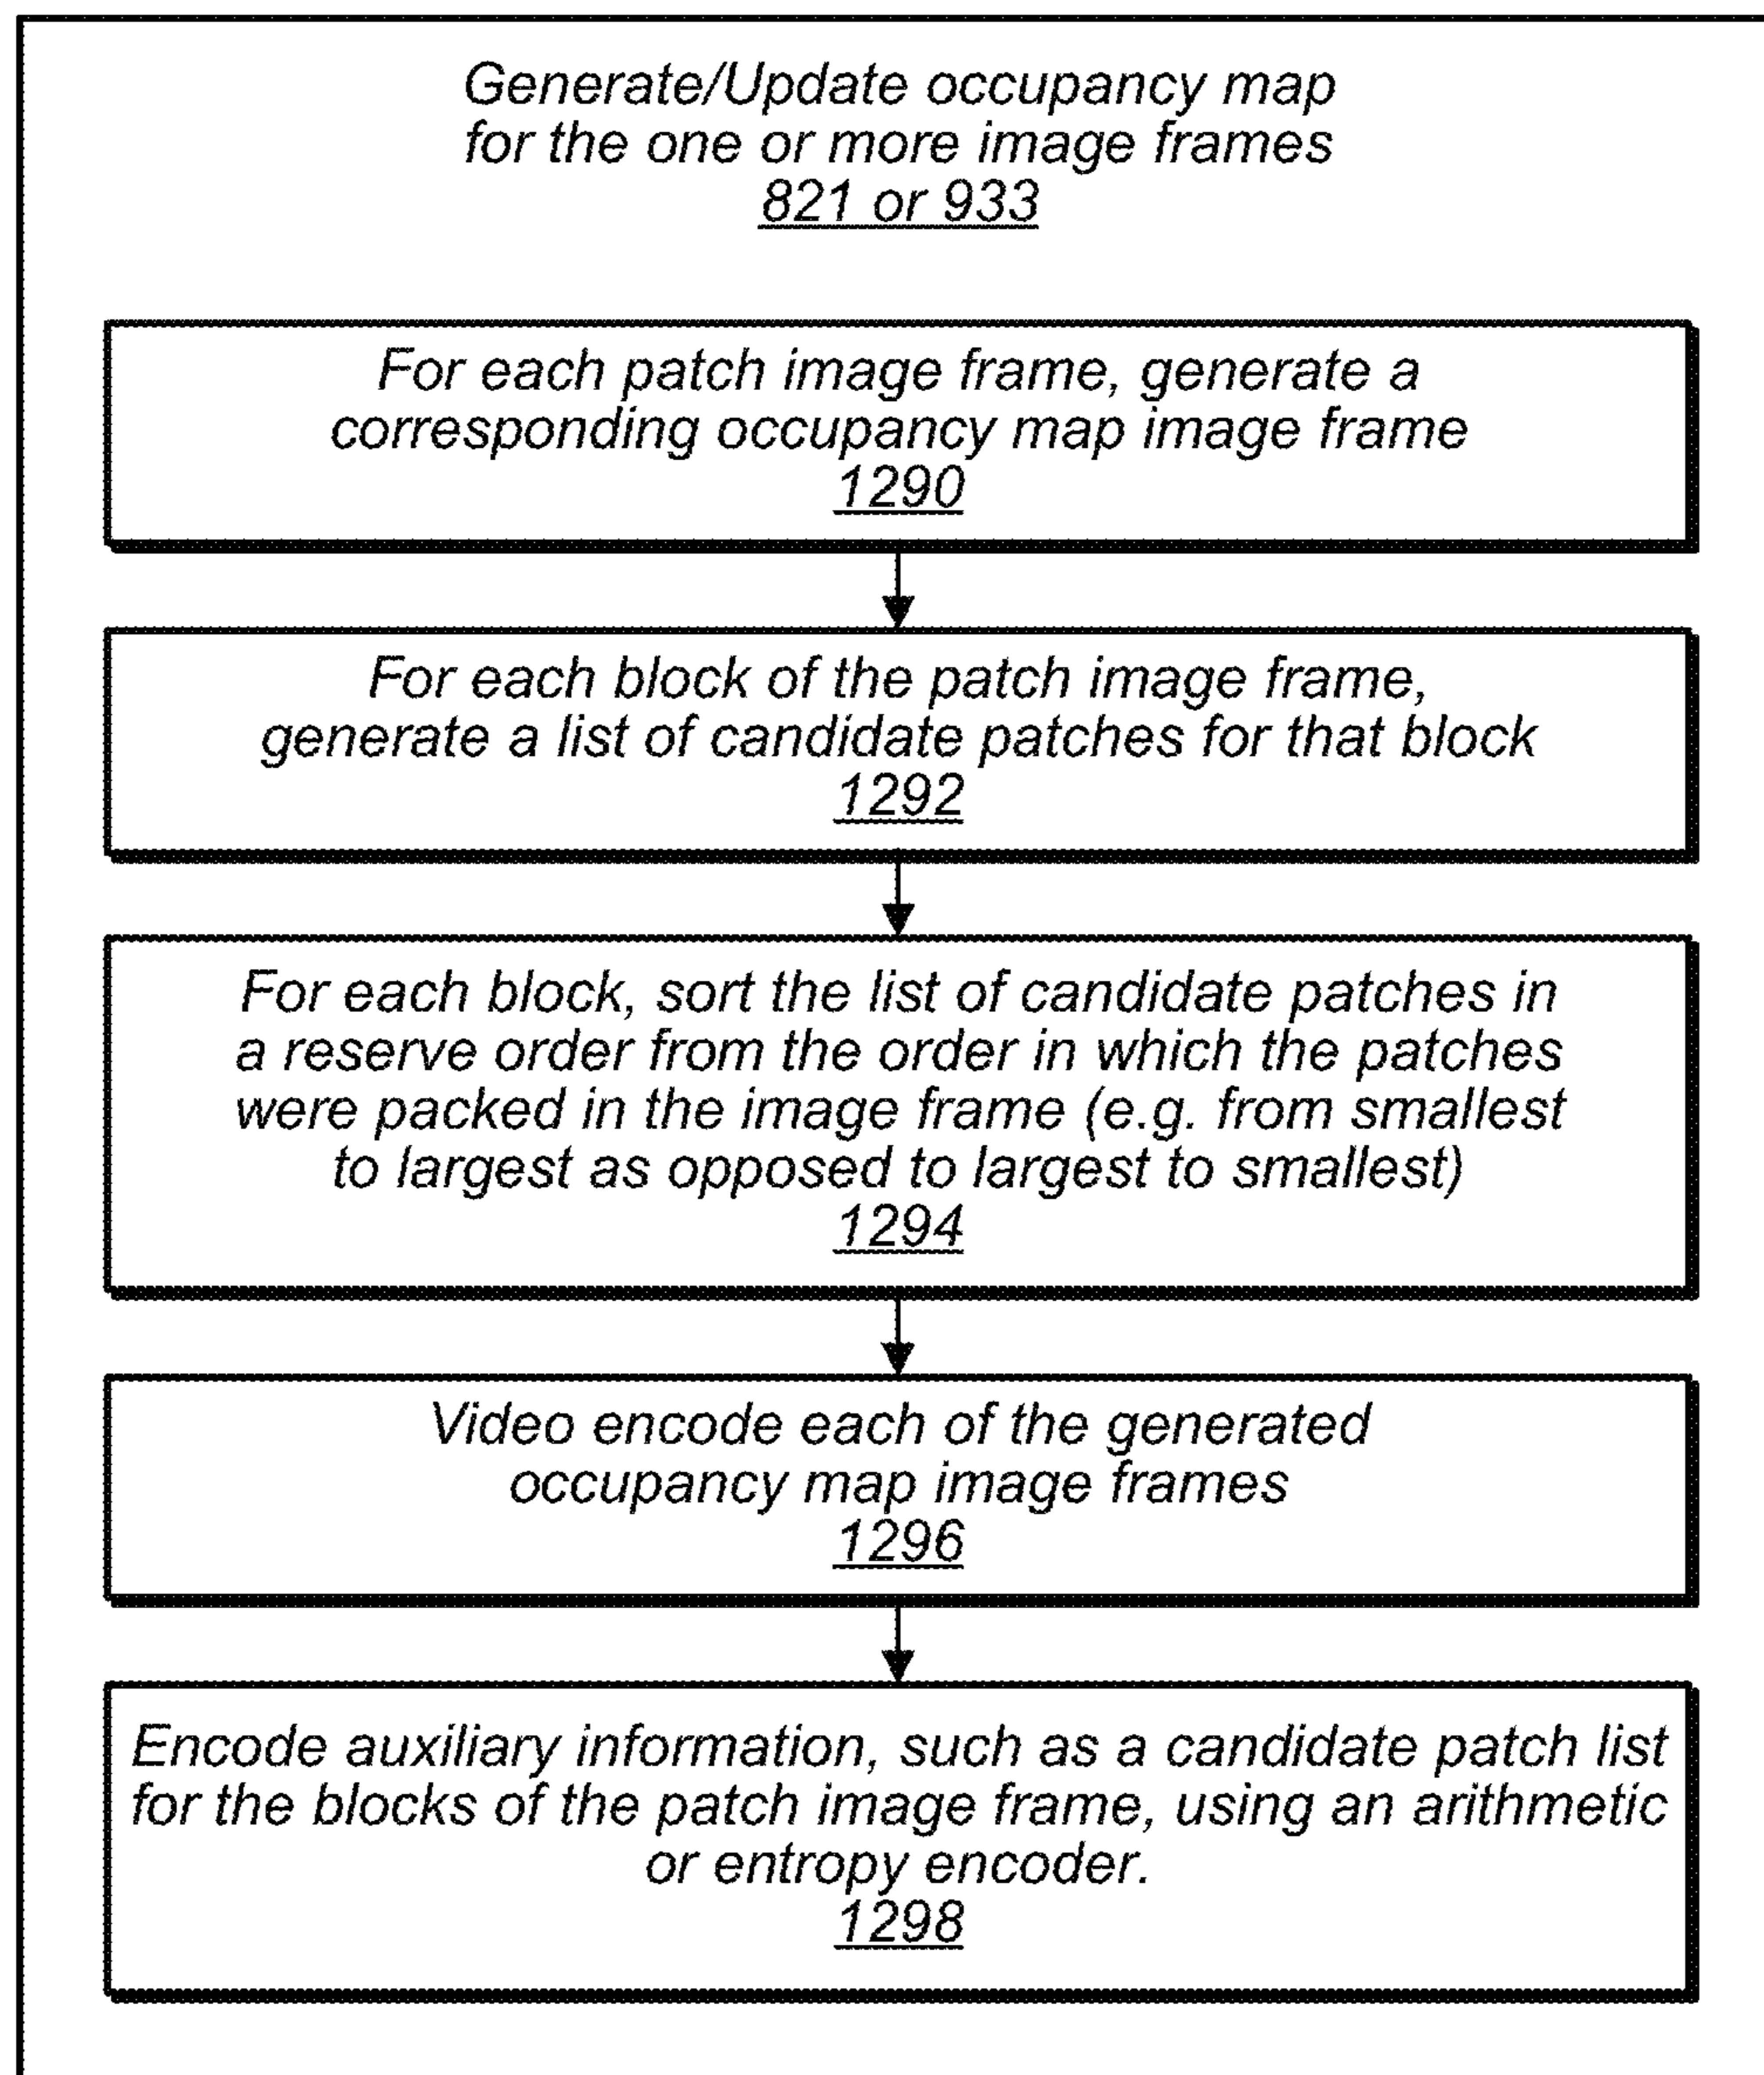 Generate/Update occupancy map
for the one or more image frames
821 or 933
For each patch image frame, generate a
corresponding occupancy map image frame
1290
For each block of the patch image frame,
generate a list of candidate patches for that block
1292
For each block, sort the list of candidate patches in
a reserve order from the order in which the patches
were packed in the image frame (e.g. from smallest
to largest as opposed to largest to smallest)
1294
Video encode each of the generated
occupancy map image frames
1296
Encode auxiliary information, such as a candidate patch list
for the blocks of the patch image frame, using an arithmetic
or entropy encoder.
1298